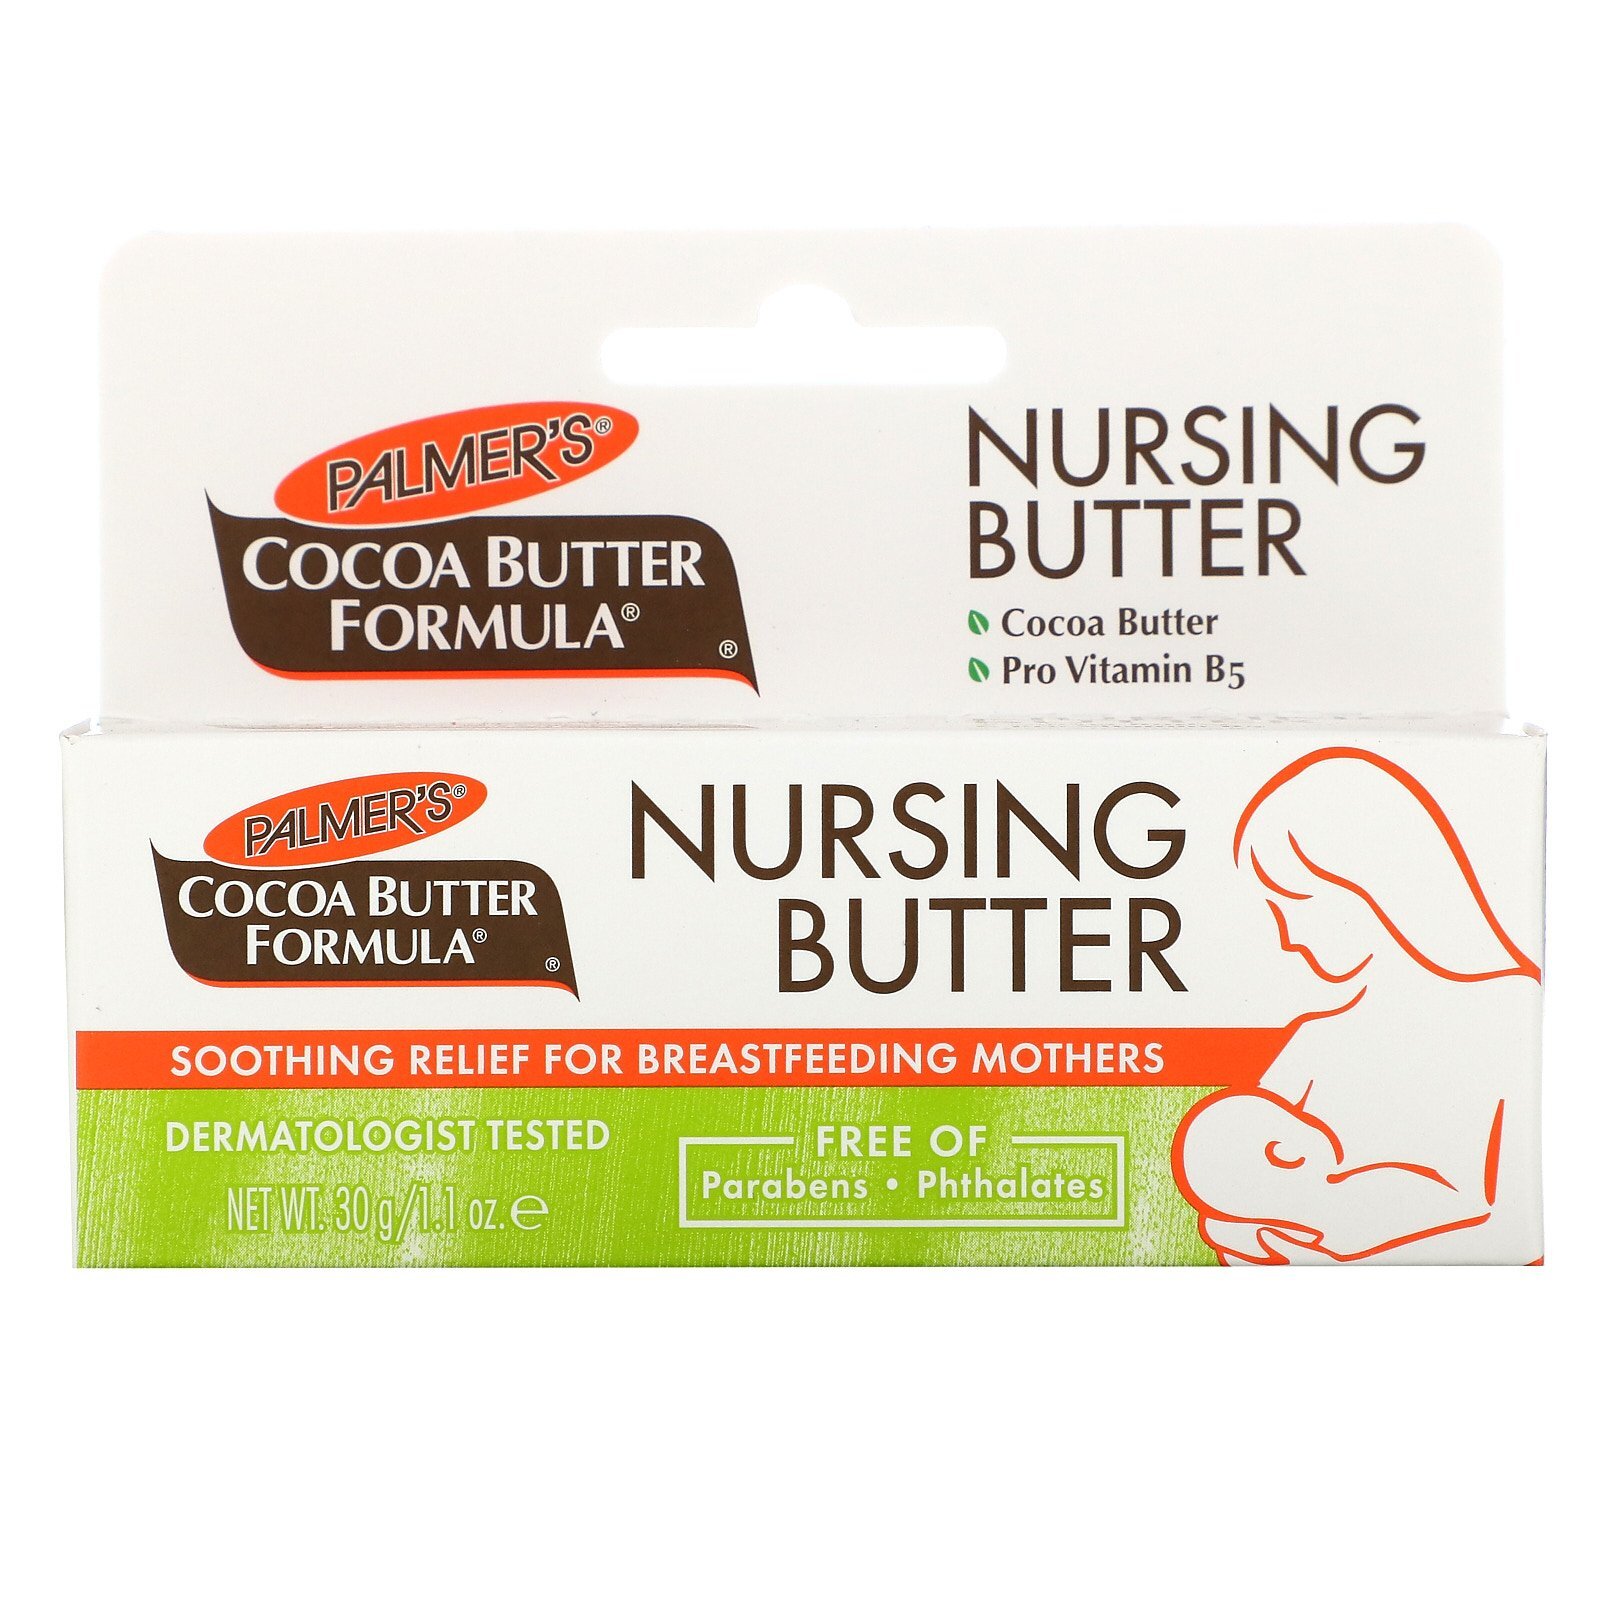 PALMER'S®
COCOA BUTTER
FORMULA®
®
NURSING
BUTTER
Cocoa Butter
Pro Vitamin B5
PALMER'S®
COCOA BUTTER
FORMULA®
®
NURSING
BUTTER
SOOTHING RELIEF FOR BREASTFEEDING MOTHERS
DERMATOLOGIST TESTED
NET WT. 30 g/1.1 oz. ℮
FREE OF
Parabens • Phthalates